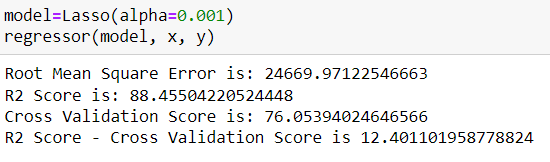 model=Lasso(alpha=0.001)
regressor(model, x, y)
Root Mean Square Error is: 24669.97122546663
R2 Score is: 88.45504220524448
Cross Validation Score is: 76.05394024646566
R2 Score - Cross Validation Score is 12.401101958778824